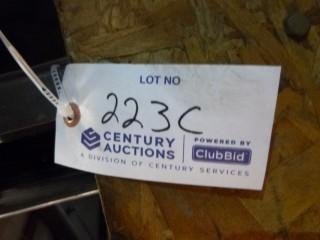 LOT NO
223C
CENTURY AUCTIONS
POWERED BY
ClubBid
A DIVISION OF CENTURY SERVICES